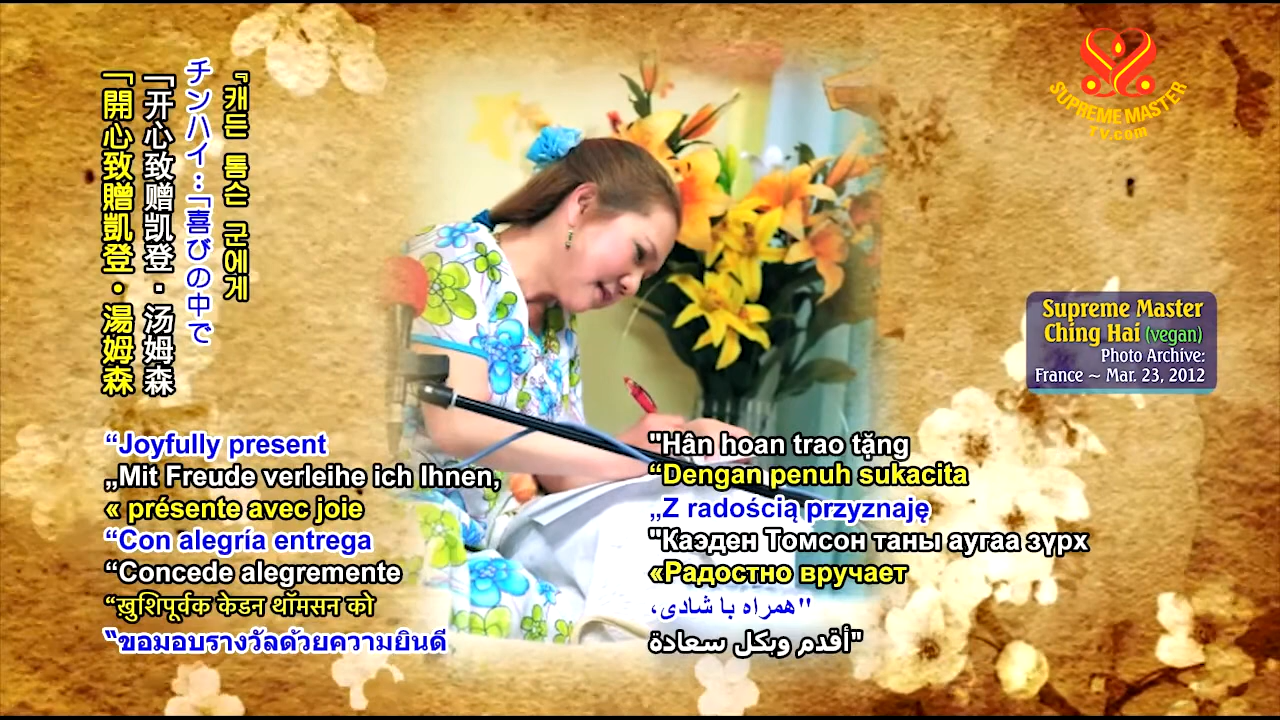 「開心致贈凱登・湯姆森
「开心致赠凯登・汤姆森
チンハイ:「喜びの中で
『캐든 톰슨 군에게
SUPREME MASTER
TV.com
Supreme Master
Ching Hai (vegan)
Photo Archive:
France ~ Mar. 23, 2012
“Joyfully present
„Mit Freude verleihe ich Ihnen,
« présente avec joie
“Con alegría entrega
“Concede alegremente
“ख़ुशिपूर्वक केडन थॉमसन को
“ขอมอบรางวัลด้วยความยินดี
"Hân hoan trao tặng
“Dengan penuh sukacita
„Z radością przyznaję
"Каэден Томсон таны аугаа зүрх
«Радостно вручает
"همراه با شادی،
"أقدم وبكل سعادة